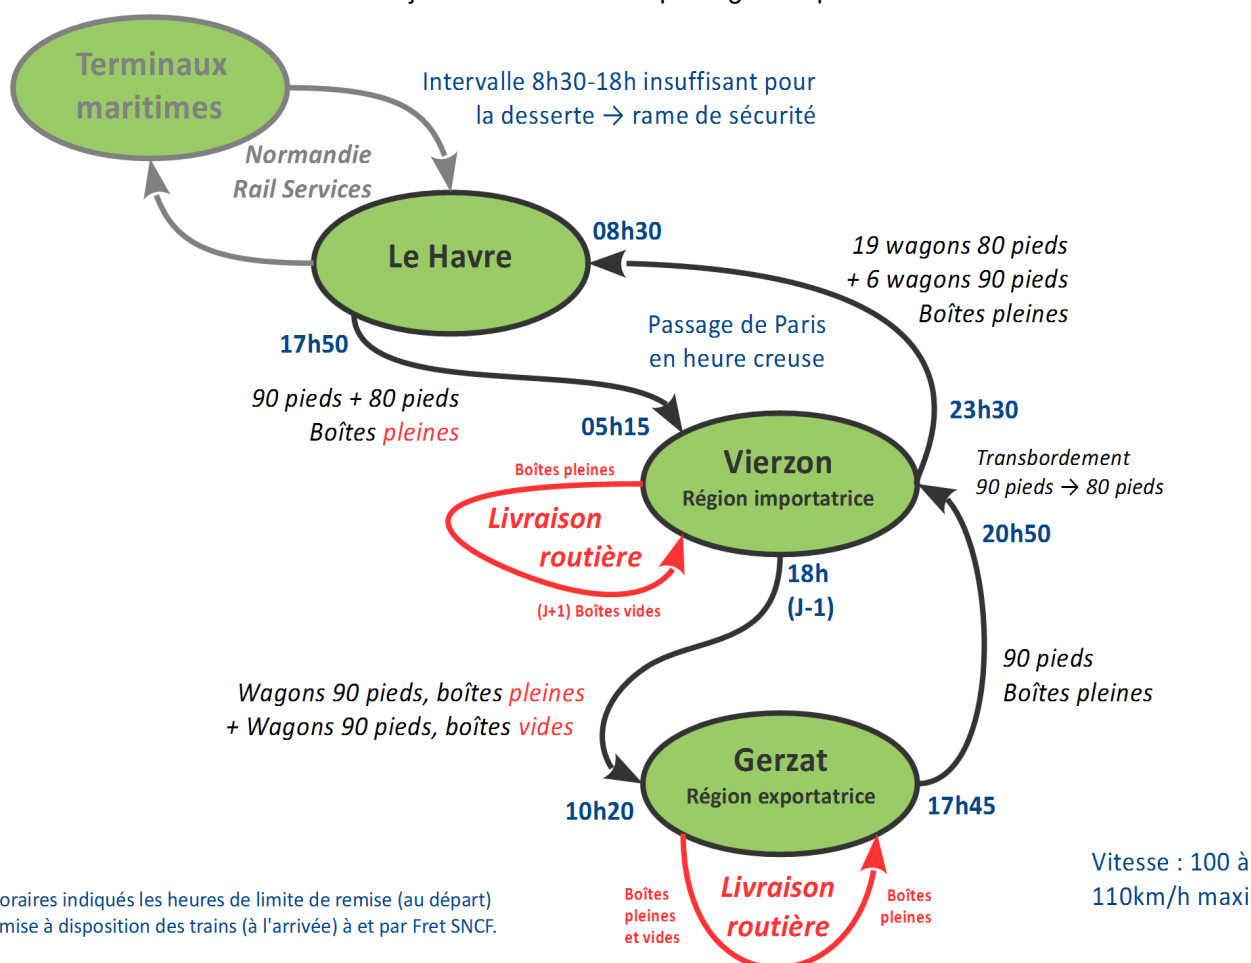 Terminaux
maritimes
Intervalle 8h30-18h insuffisant pour
la desserte → rame de sécurité
Normandie
Rail Services
Le Havre
08h30
19 wagons 80 pieds
+ 6 wagons 90 pieds
Boîtes pleines
17h50
Passage de Paris
en heure creuse
90 pieds + 80 pieds
Boîtes pleines
05h15
23h30
Vierzon
Région importatrice
Transbordement
90 pieds → 80 pieds
20h50
Boîtes pleines
Livraison
routière
(J+1) Boîtes vides
18h
(J-1)
90 pieds
Boîtes pleines
Wagons 90 pieds, boîtes pleines
+ Wagons 90 pieds, boîtes vides
Gerzat
Région exportatrice
10h20
17h45
Boîtes
pleines
et vides
Livraison
routière
Boîtes
pleines
Vitesse : 100 à
110km/h maxi
oraires indiqués les heures de limite de remise (au départ)
mise à disposition des trains (à l'arrivée) à et par Fret SNCF.